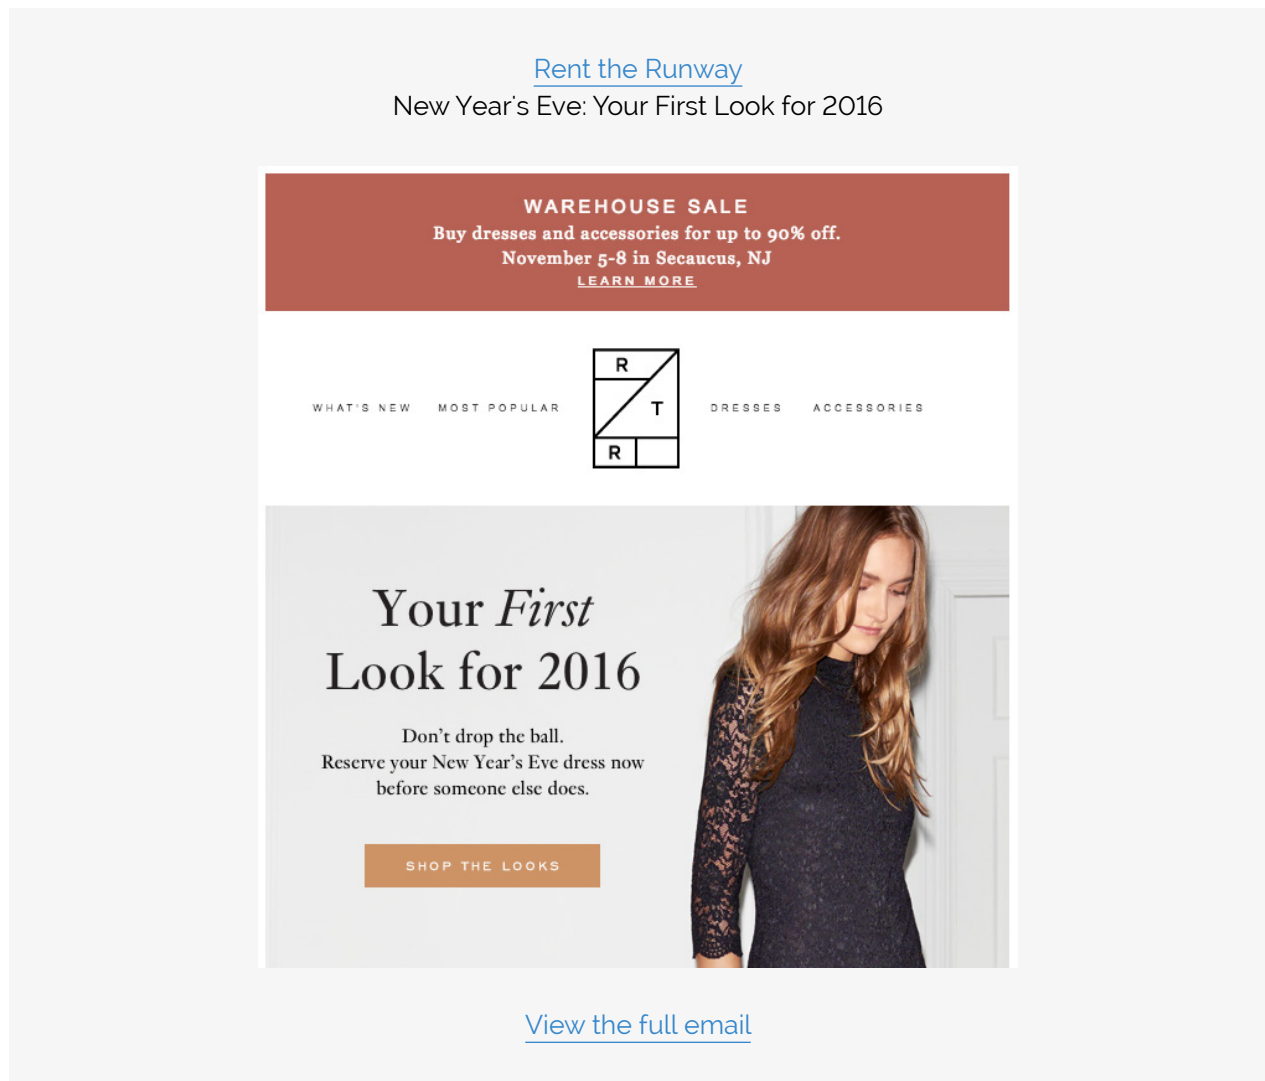 Rent the Runway
New Year's Eve: Your First Look for 2016
WAREHOUSE SALE
Buy dresses and accessories for up to 90% off.
November 5-8 in Secaucus, NJ
LEARN MORE
WHAT'S NEW MOST POPULAR R T R DRESSES ACCESSORIES
Your First
Look for 2016
Don’t drop the ball.
Reserve your New Year’s Eve dress now
before someone else does.
SHOP THE LOOKS
View the full email